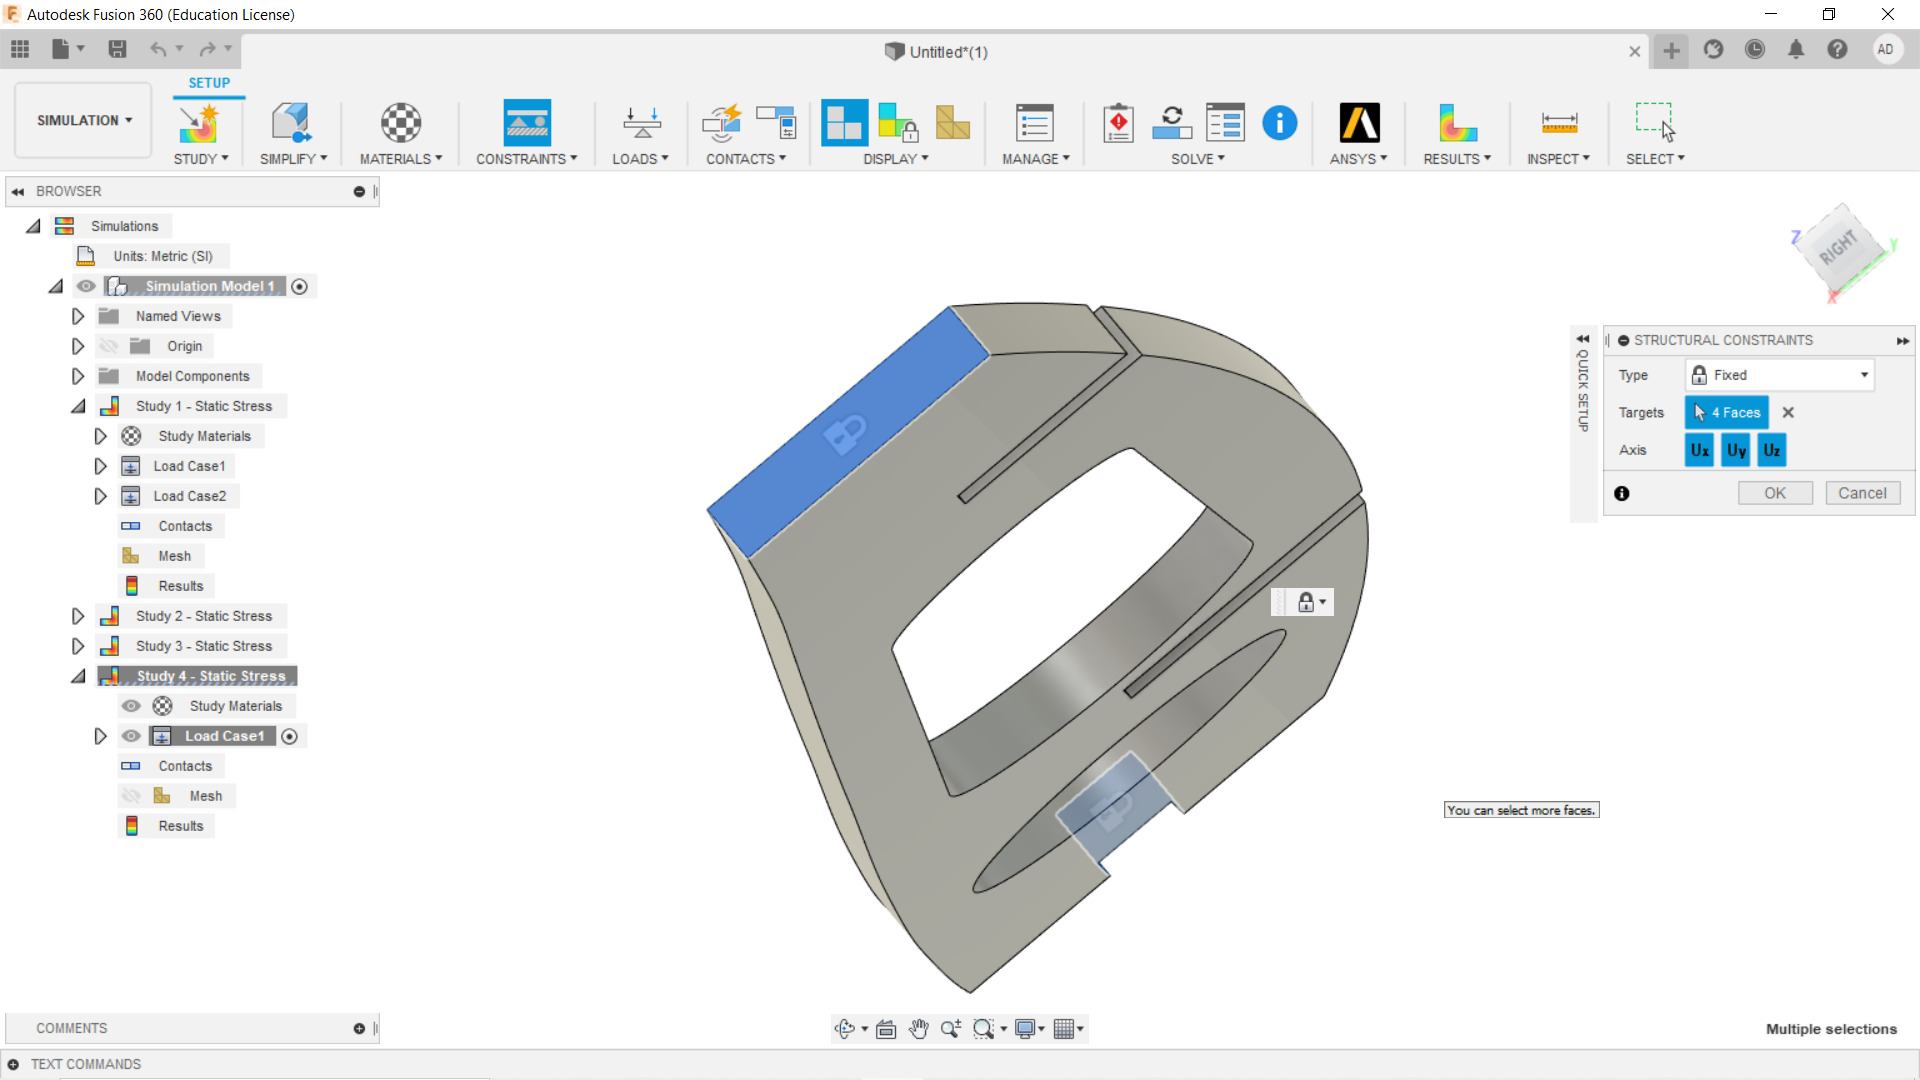 Autodesk Fusion 360 (Education License)
Untitled*(1)
AD
SETUP
SIMULATION
STUDY
SIMPLIFY
MATERIALS
CONSTRAINTS
LOADS
CONTACTS
DISPLAY
MANAGE
SOLVE
ANSYS
RESULTS
INSPECT
SELECT
BROWSER
Simulations
Units: Metric (SI)
Simulation Model 1
Named Views
Origin
Model Components
Study 1 - Static Stress
Study Materials
Load Case1
Load Case2
Contacts
Mesh
Results
Study 2 - Static Stress
Study 3 - Static Stress
Study 4 - Static Stress
Study Materials
Load Case1
Contacts
Mesh
Results
Z
RIGHT
Y
X
QUICK SETUP
STRUCTURAL CONSTRAINTS
Type Fixed
Targets 4 Faces
Axis Ux Uy Uz
OK Cancel
You can select more faces.
COMMENTS
Multiple selections
TEXT COMMANDS